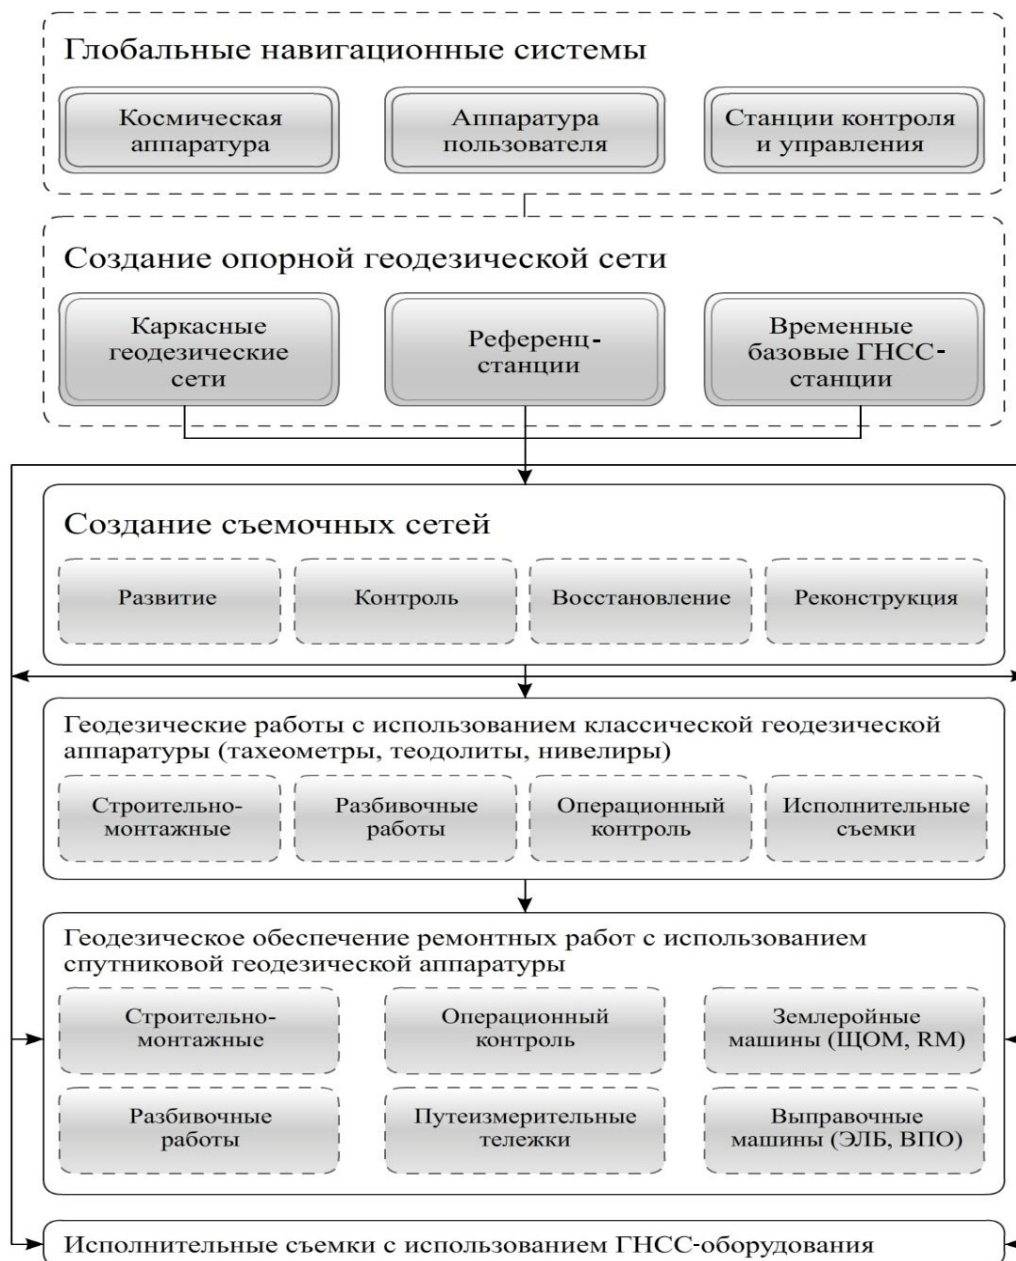 Глобальные навигационные системы
Космическая
аппаратура
Аппаратура
пользователя
Станции контроля
и управления
Создание опорной геодезической сети
Каркасные
геодезические
сети
Референц-
станции
Временные
базовые ГНСС-
станции
Создание съемочных сетей
Развитие
Контроль
Восстановление
Реконструкция
Геодезические работы с использованием классической геодезической
аппаратуры (тахеометры, теодолиты, нивелиры)
Строительно-
монтажные
Разбивочные
работы
Операционный
контроль
Исполнительные
съемки
Геодезическое обеспечение ремонтных работ с использованием
спутниковой геодезической аппаратуры
Строительно-
монтажные
Операционный
контроль
Землеройные
машины (ЩОМ, RM)
Разбивочные
работы
Путеизмерительные
тележки
Выправочные
машины (ЭЛБ, ВПО)
Исполнительные съемки с использованием ГНСС-оборудования